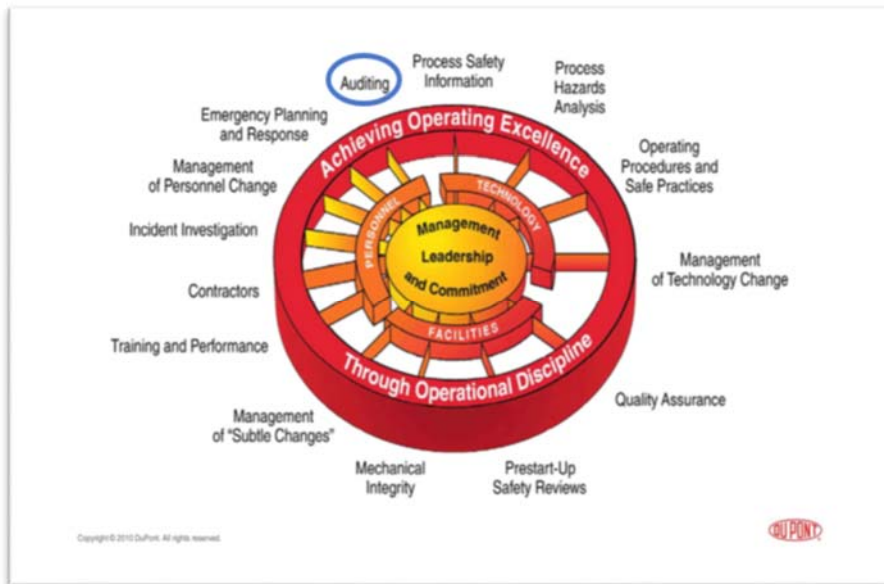 Auditing
Process Safety
Information
Process
Hazards
Analysis
Operating
Procedures and
Safe Practices
Management
of Technology Change
Quality Assurance
Prestart-Up
Safety Reviews
Mechanical
Integrity
Management
of "Subtle Changes"
Training and Performance
Contractors
Incident Investigation
Management
of Personnel Change
Emergency Planning
and Response
Achieving Operating Excellence
PERSONNEL
TECHNOLOGY
Management
Leadership
and Commitment
FACILITIES
Through Operational Discipline
Copyright © 2010 DuPont. All rights reserved.
DU PONT